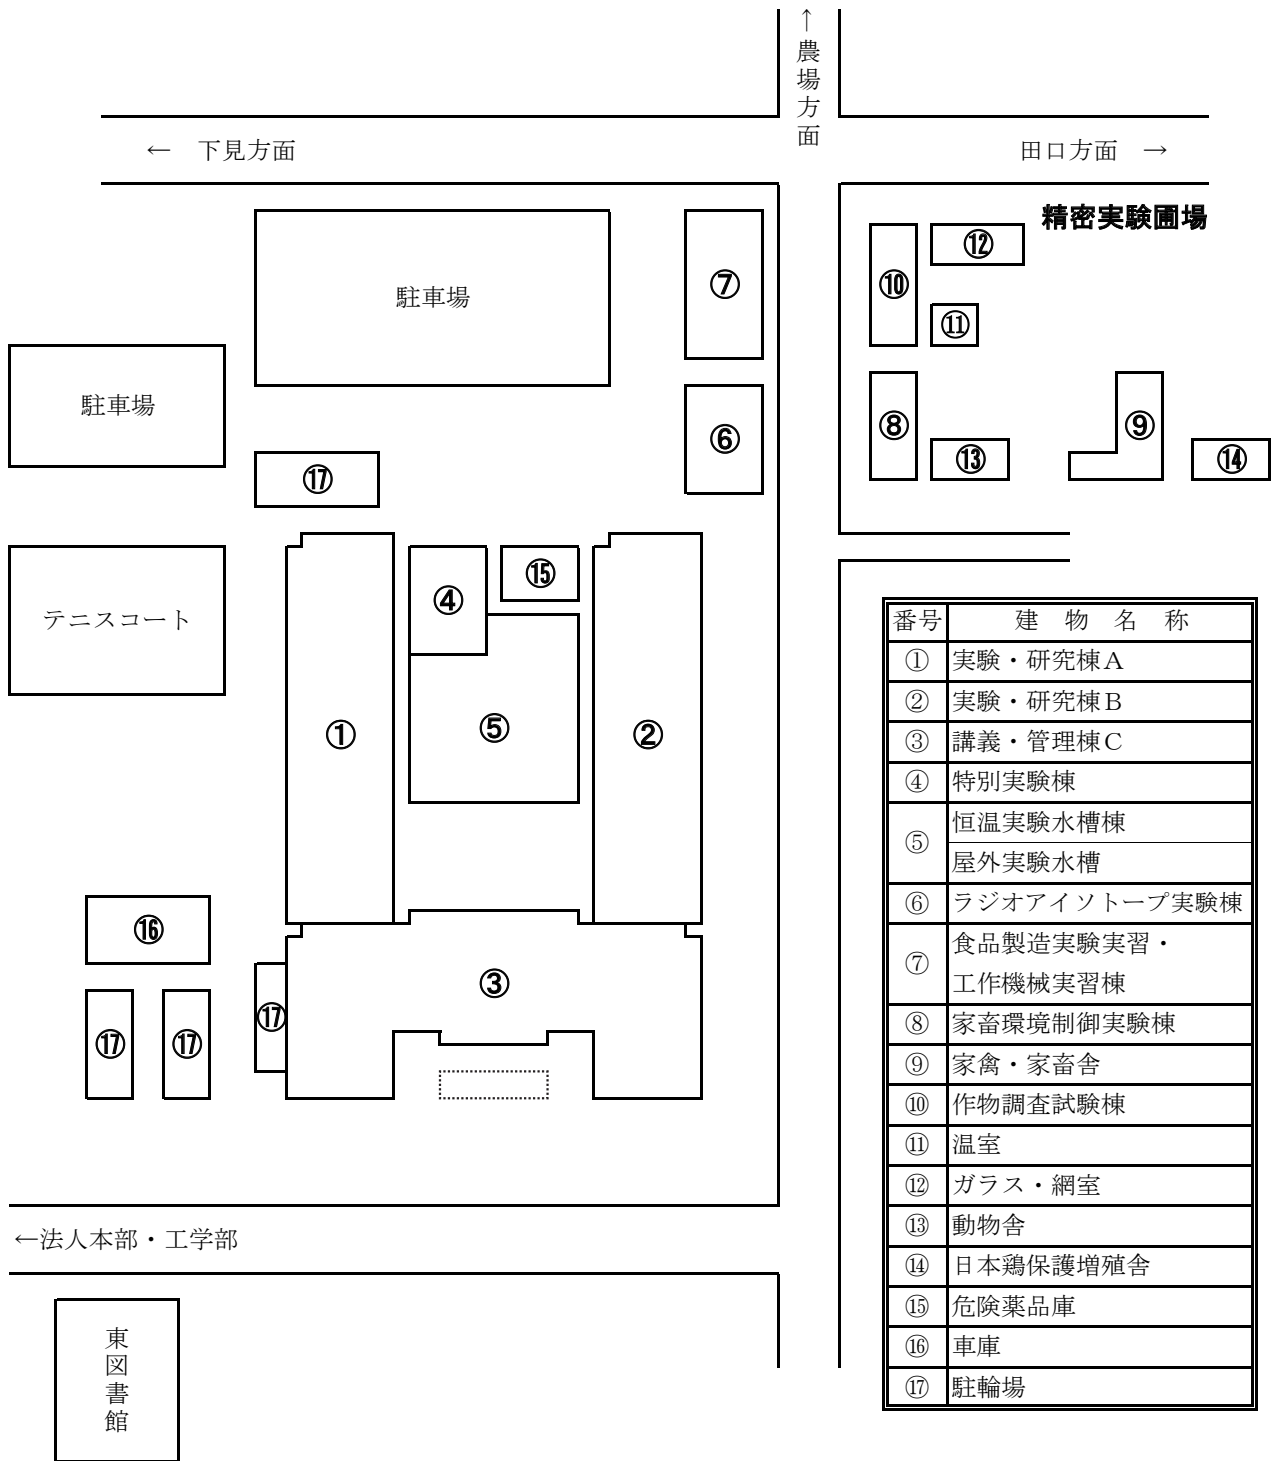 ↑農場方面
← 下見方面
田口方面 →
精密実験圃場
⑫
⑦
⑩
駐車場
⑪
駐車場
⑧
⑨
⑥
⑬
⑭
⑰
⑮
④
テニスコート
⑤
①
②
⑯
③
⑰
⑰
⑰
←法人本部・工学部
東図書館
番号 建物名称
① 実験・研究棟A
② 実験・研究棟B
③ 講義・管理棟C
④ 特別実験棟
⑤ 恒温実験水槽棟
屋外実験水槽
⑥ ラジオアイソトープ実験棟
⑦ 食品製造実験実習・
工作機械実習棟
⑧ 家畜環境制御実験棟
⑨ 家禽・家畜舎
⑩ 作物調査試験棟
⑪ 温室
⑫ ガラス・網室
⑬ 動物舎
⑭ 日本鶏保護増殖舎
⑮ 危険薬品庫
⑯ 車庫
⑰ 駐輪場